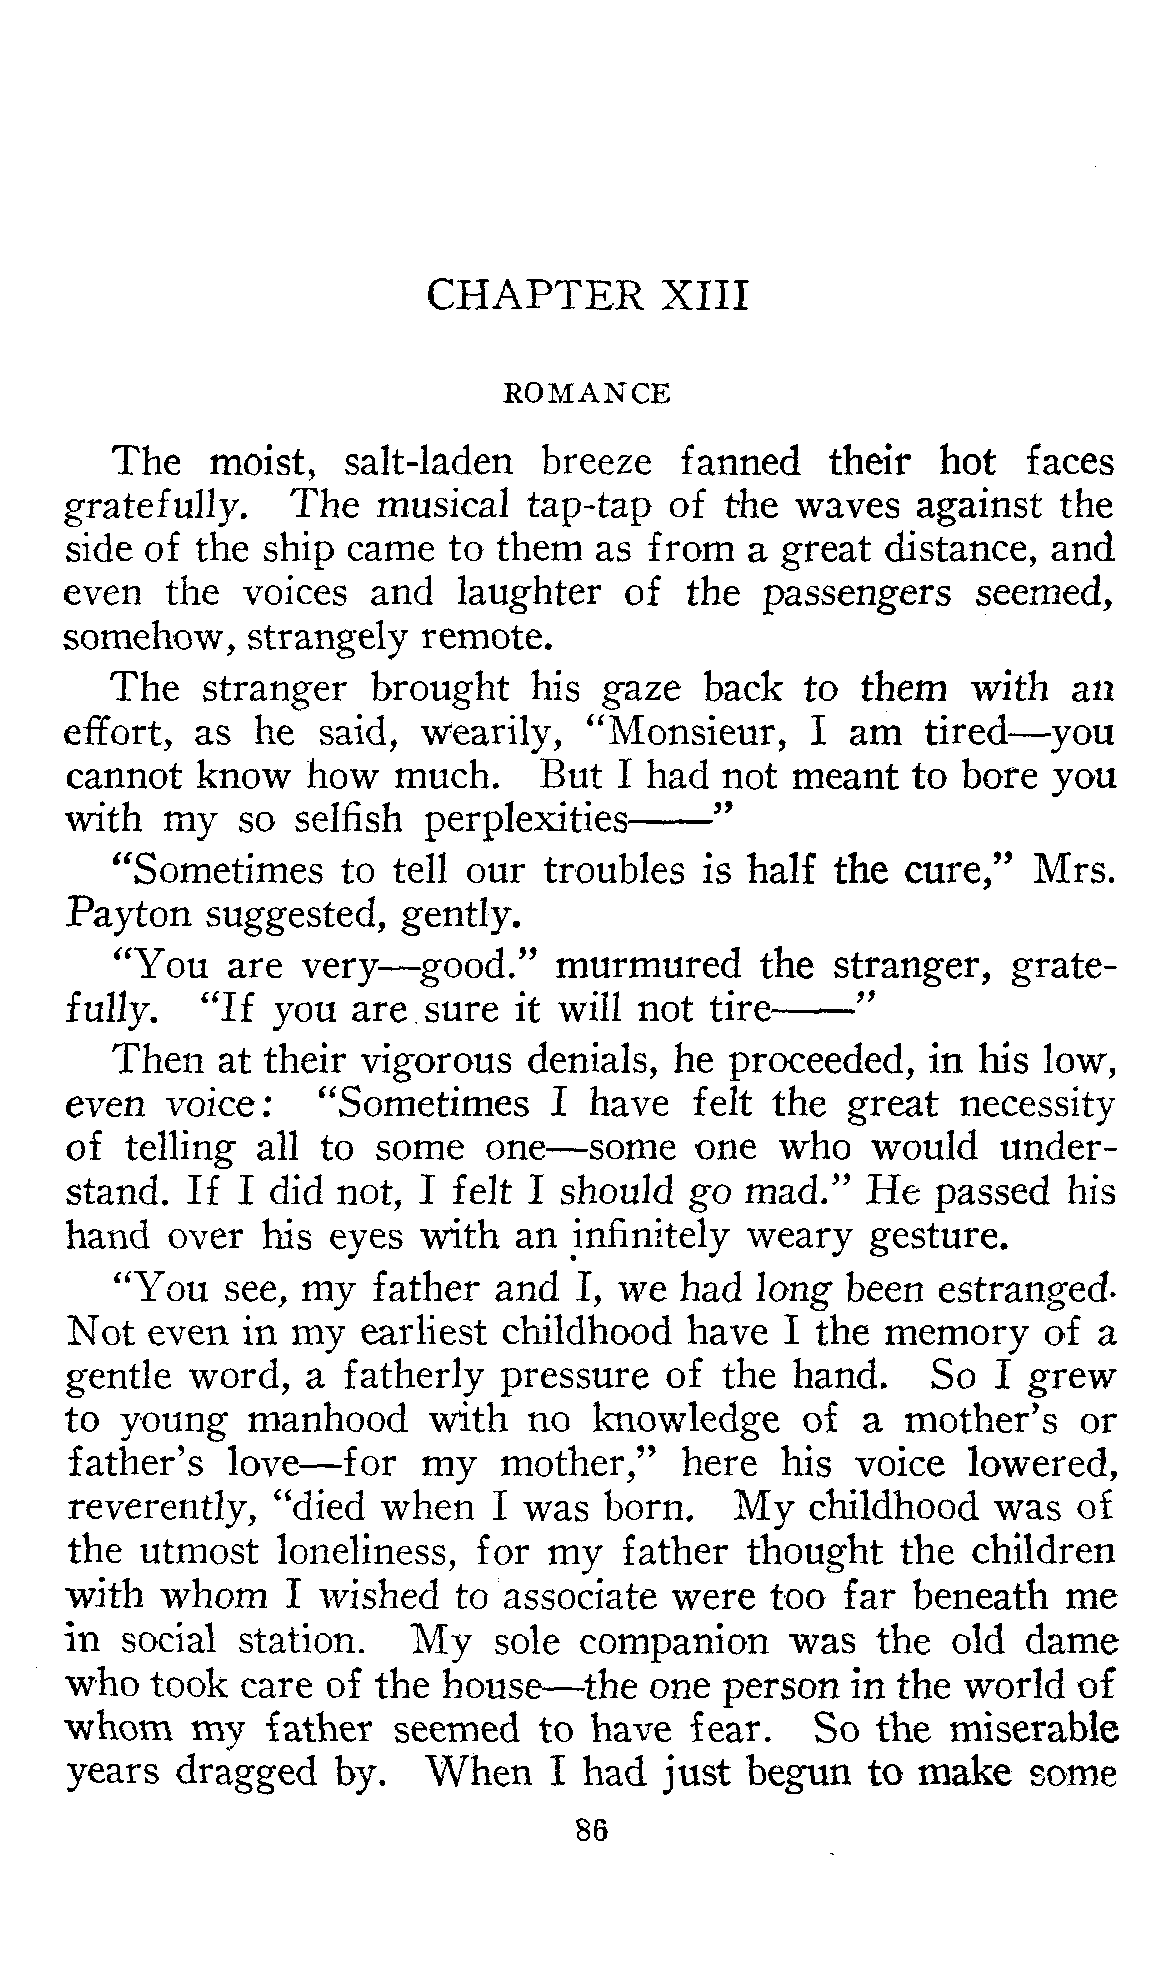 CHAPTER XIII
ROMANCE
The moist, salt-laden breeze fanned their hot faces
gratefully. The musical tap-tap of the waves against the
side of the ship came to them as from a great distance, and
even the voices and laughter of the passengers seemed,
somehow, strangely remote.
The stranger brought his gaze back to them with an
effort, as he said, wearily, “Monsieur, I am tired—you
cannot know how much. But I had not meant to bore you
with my so selfish perplexities——”
“Sometimes to tell our troubles is half the cure,” Mrs.
Payton suggested, gently.
“You are very—good.” murmured the stranger, grate-
fully. “If you are sure it will not tire——”
Then at their vigorous denials, he proceeded, in his low,
even voice: “Sometimes I have felt the great necessity
of telling all to some one—some one who would under-
stand. If I did not, I felt I should go mad.” He passed his
hand over his eyes with an infinitely weary gesture.
“You see, my father and I, we had long been estranged.
Not even in my earliest childhood have I the memory of a
gentle word, a fatherly pressure of the hand. So I grew
to young manhood with no knowledge of a mother’s or
father’s love—for my mother,” here his voice lowered,
reverently, “died when I was born. My childhood was of
the utmost loneliness, for my father thought the children
with whom I wished to associate were too far beneath me
in social station. My sole companion was the old dame
who took care of the house—the one person in the world of
whom my father seemed to have fear. So the miserable
years dragged by. When I had just begun to make some
86